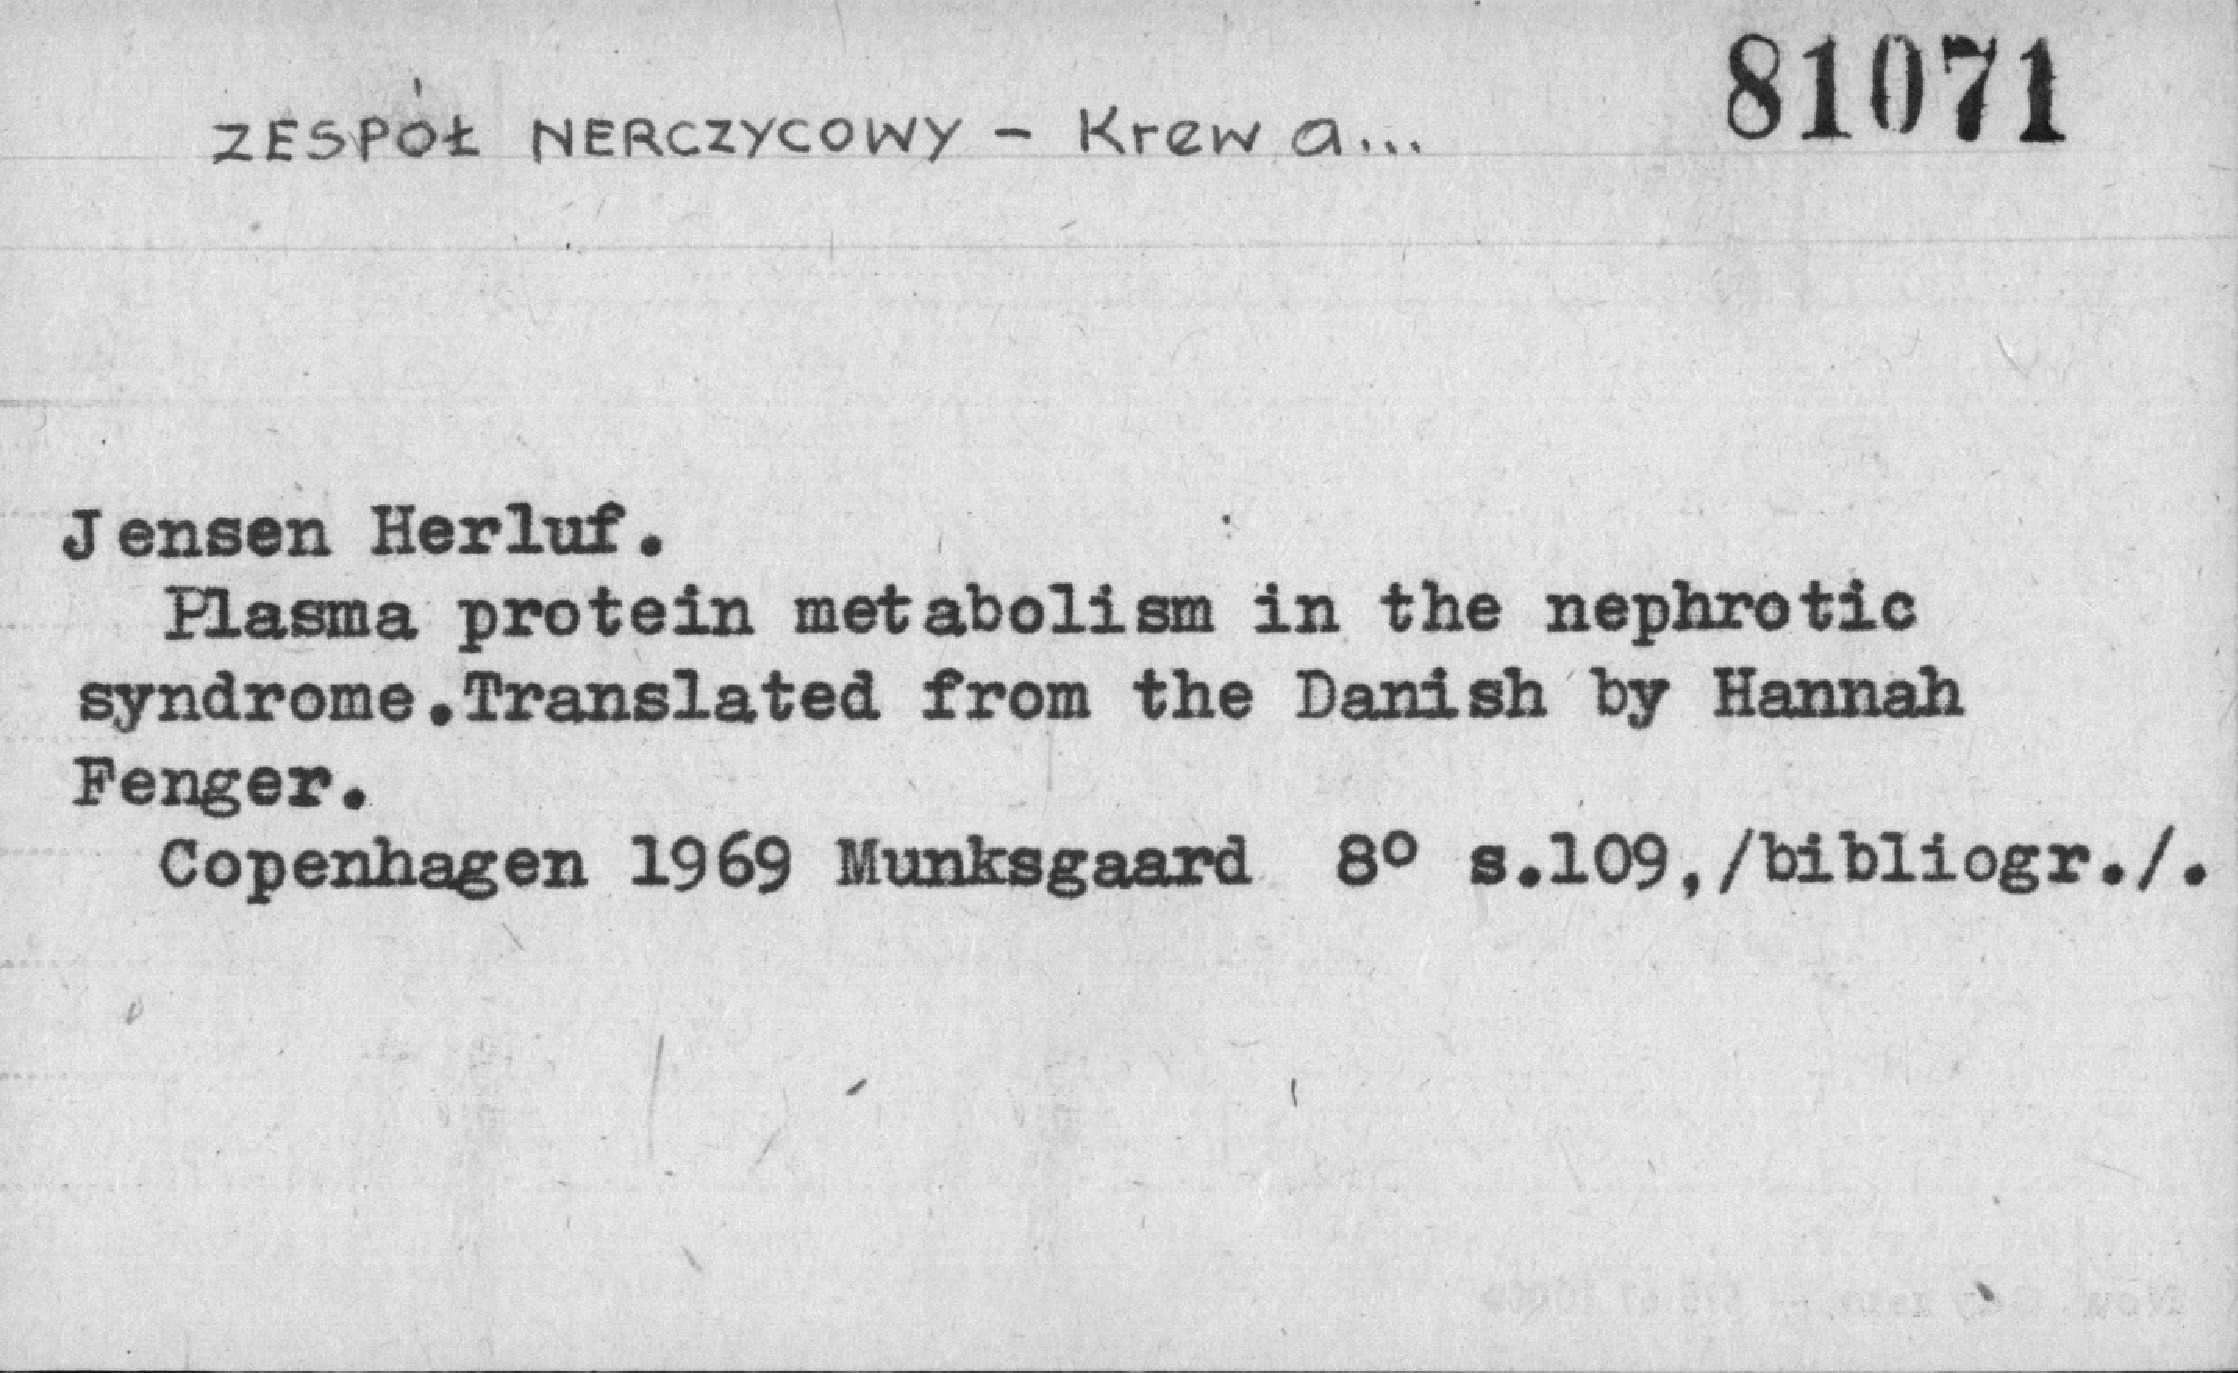 81071
ZESPÓŁ NERCZYCOWY - Krew a...
Jensen Herluf.
Plasma protein metabolism in the nephrotic
syndrome.Translated from the Danish by Hannah
Fenger.
Copenhagen 1969 Munksgaard 8° s.109,/bibliogr./.